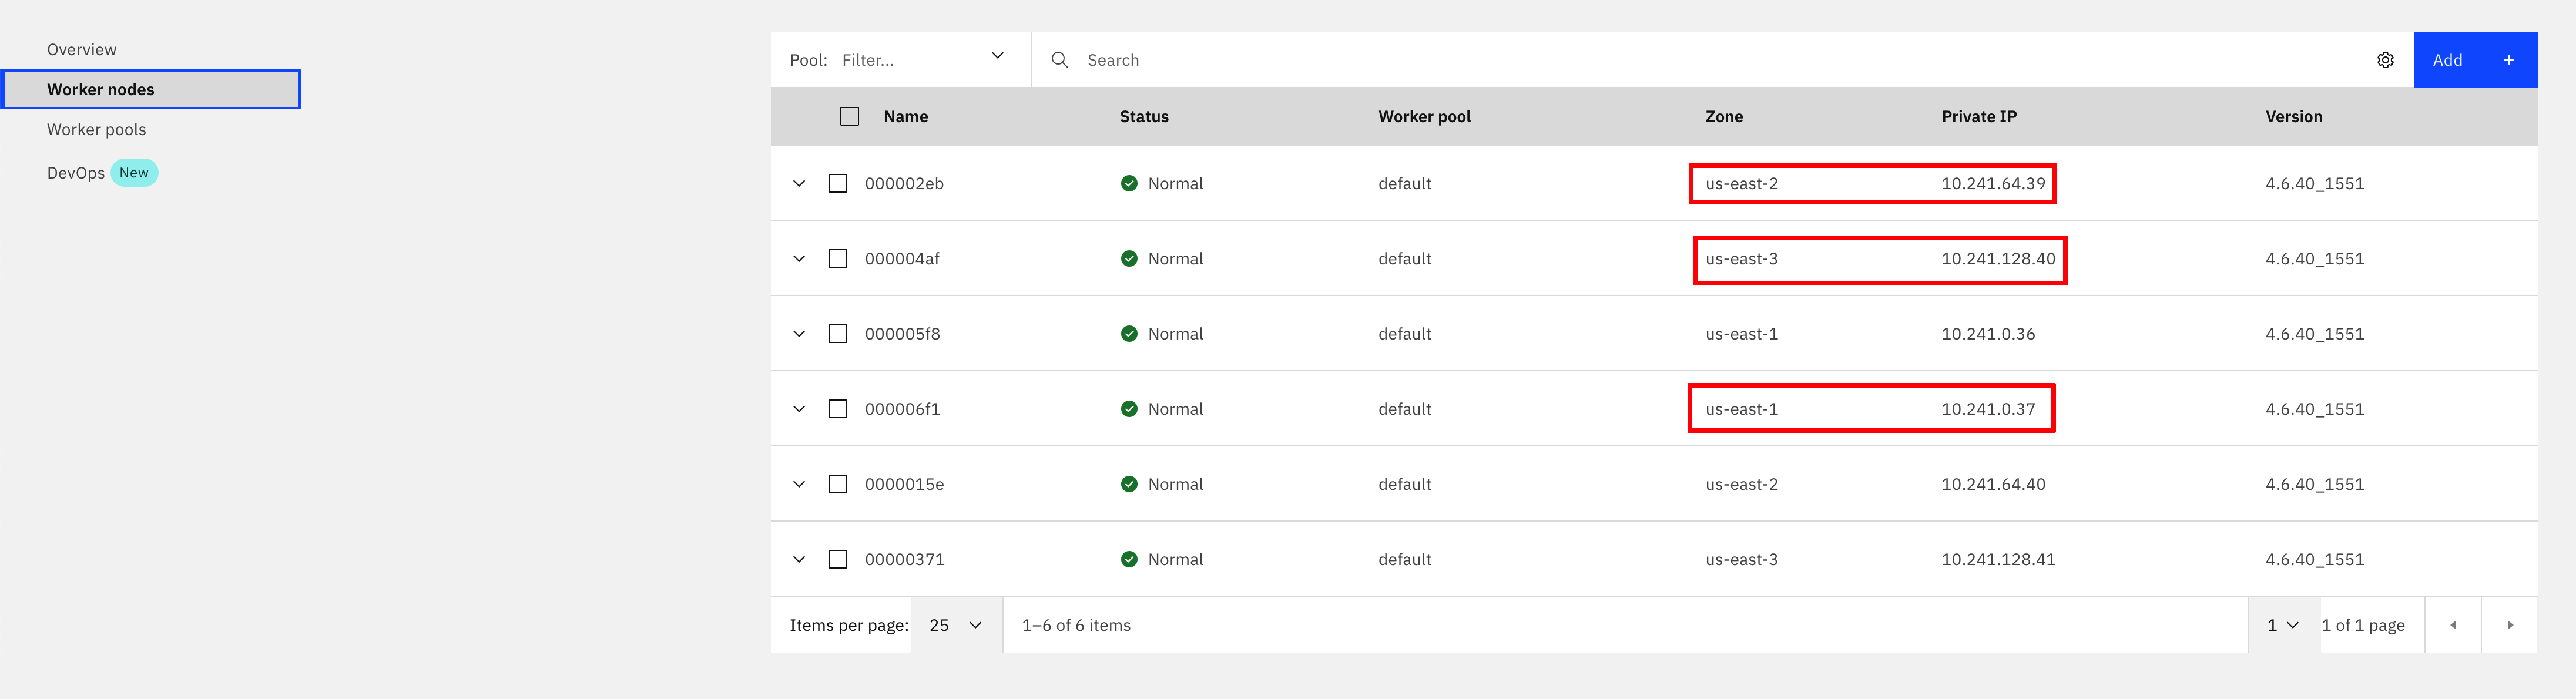 Overview
Worker nodes
Worker pools
DevOps New
Pool: Filter... Search Add +
Name Status Worker pool Zone Private IP Version
000002eb Normal default us-east-2 10.241.64.39 4.6.40_1551
000004af Normal default us-east-3 10.241.128.40 4.6.40_1551
000005f8 Normal default us-east-1 10.241.0.36 4.6.40_1551
000006f1 Normal default us-east-1 10.241.0.37 4.6.40_1551
0000015e Normal default us-east-2 10.241.64.40 4.6.40_1551
00000371 Normal default us-east-3 10.241.128.41 4.6.40_1551
Items per page: 25 1–6 of 6 items 1 1 of 1 page